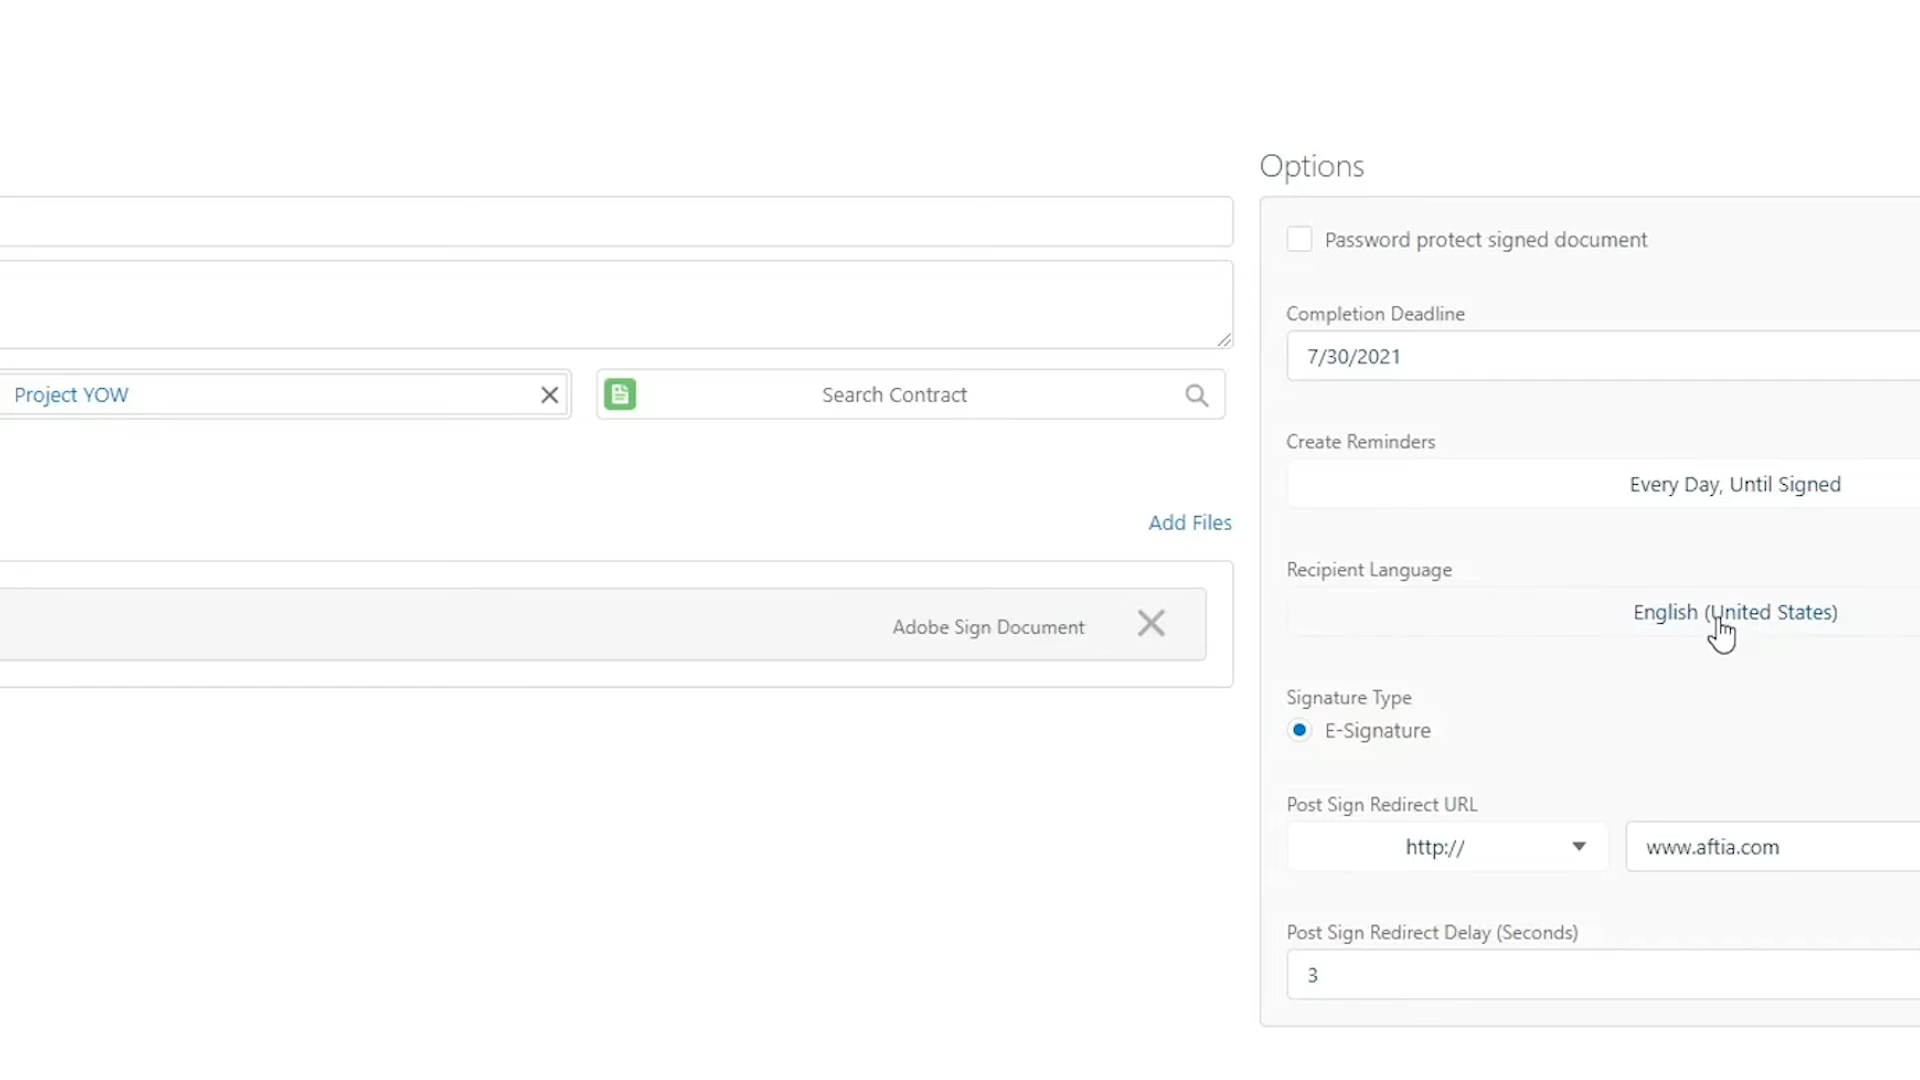 Options
Password protect signed document
Completion Deadline
7/30/2021
Project YOW
Search Contract
Create Reminders
Every Day, Until Signed
Add Files
Recipient Language
English (United States)
Adobe Sign Document
Signature Type
E-Signature
Post Sign Redirect URL
http://
www.aftia.com
Post Sign Redirect Delay (Seconds)
3